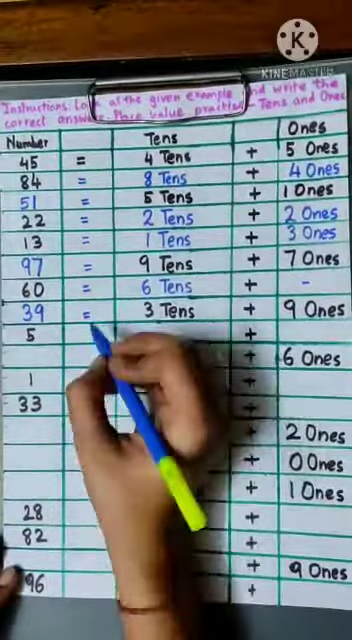 KINEMASTER
Instructions: Look at the given example and write the
correct answers. Place value practice - Tens and Ones
Number Tens Ones
45 = 4 Tens + 5 Ones
84 = 8 Tens + 4 Ones
51 = 5 Tens + 1 Ones
22 = 2 Tens + 2 Ones
13 = 1 Tens + 3 Ones
97 = 9 Tens + 7 Ones
60 = 6 Tens + -
39 = 3 Tens + 9 Ones
5 +
6 Ones
1 +
33 +
+ 2 Ones
+ 0 Ones
+ 1 Ones
28 +
82 +
+ 9 Ones
96 +